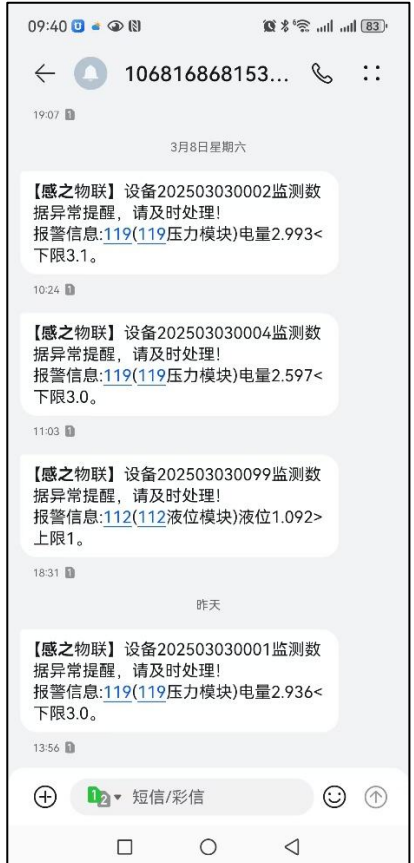 09:40
83
106816868153...
19:07 1
3月8日星期六
【感之物联】设备202503030002监测数
据异常提醒，请及时处理！
报警信息:119(119压力模块)电量2.993<
下限3.1。
10:24 1
【感之物联】设备202503030004监测数
据异常提醒，请及时处理！
报警信息:119(119压力模块)电量2.597<
下限3.0。
11:03 1
【感之物联】设备202503030099监测数
据异常提醒，请及时处理！
报警信息:112(112液位模块)液位1.092>
上限1。
18:31 1
昨天
【感之物联】设备202503030001监测数
据异常提醒，请及时处理！
报警信息:119(119压力模块)电量2.936<
下限3.0。
13:56 1
1 2 短信/彩信